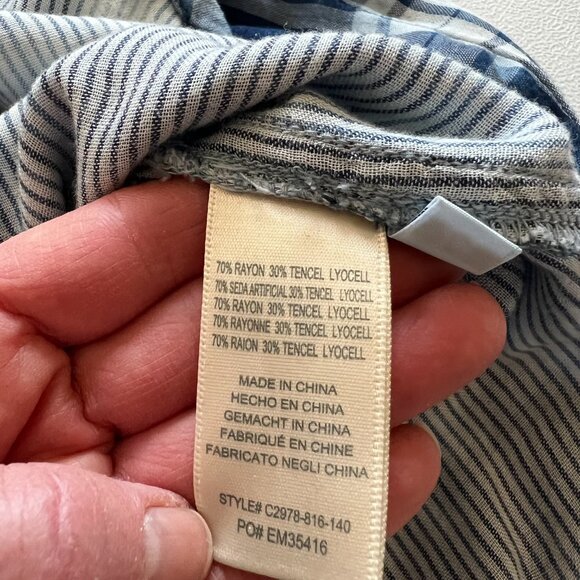 70% RAYON 30% TENCEL LYOCELL
70% SEDA ARTIFICIAL 30% TENCEL LYOCELL
70% RAYON 30% TENCEL LYOCELL
70% RAYONNE 30% TENCEL LYOCELL
70% RAION 30% TENCEL LYOCELL
MADE IN CHINA
HECHO EN CHINA
GEMACHT IN CHINA
FABRIQUÉ EN CHINE
FABRICATO NEGLI CHINA
STYLE# C2978-816-140
PO# EM35416